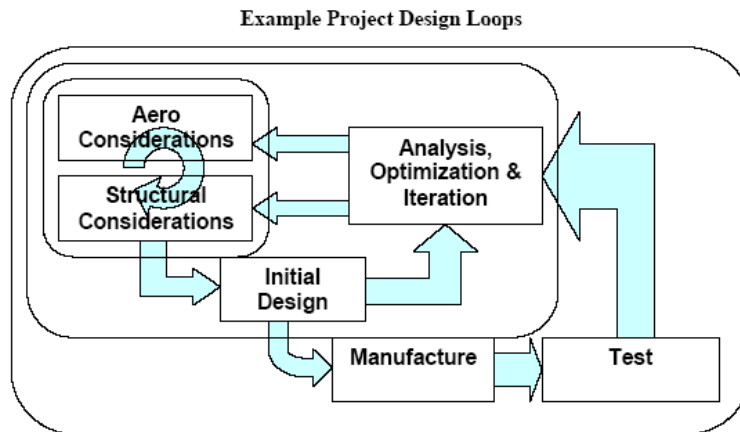 Example Project Design Loops
Aero
Considerations
Structural
Considerations
Analysis,
Optimization &
Iteration
Initial
Design
Manufacture
Test